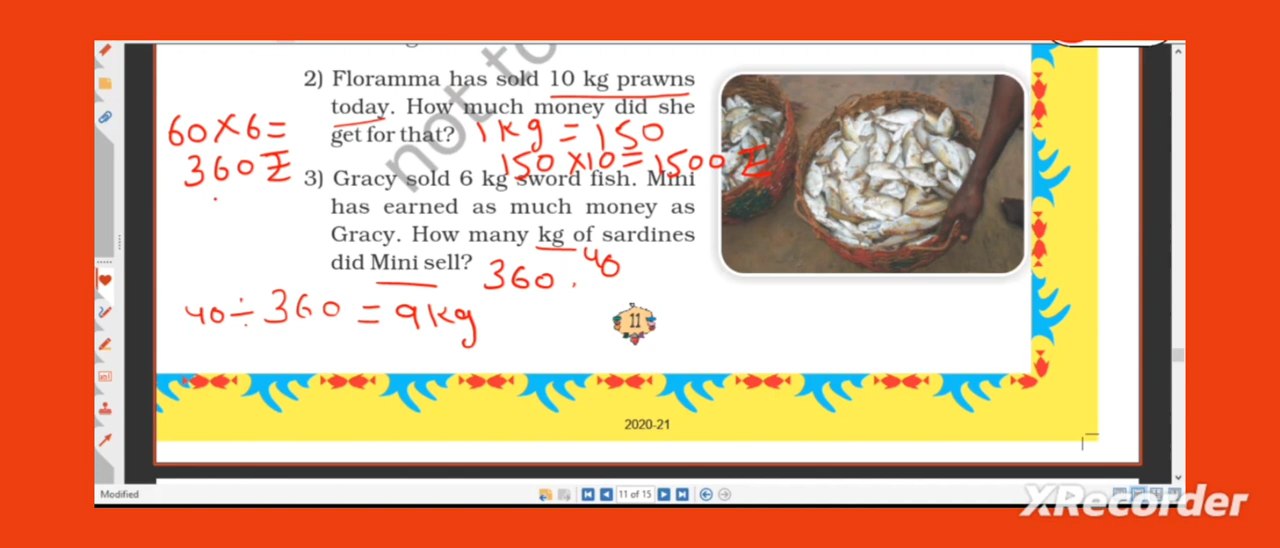 not to
2) Floramma has sold 10 kg prawns
today. How much money did she
get for that? 1kg = 150
60 X 6 =
360 Z
150 X 10 = 1500 Z
3) Gracy sold 6 kg sword fish. Mini
has earned as much money as
Gracy. How many kg of sardines
did Mini sell? 360. 40
40 ÷ 360 = 9kg
11
2020-21
Modified
11 of 15
XRecorder